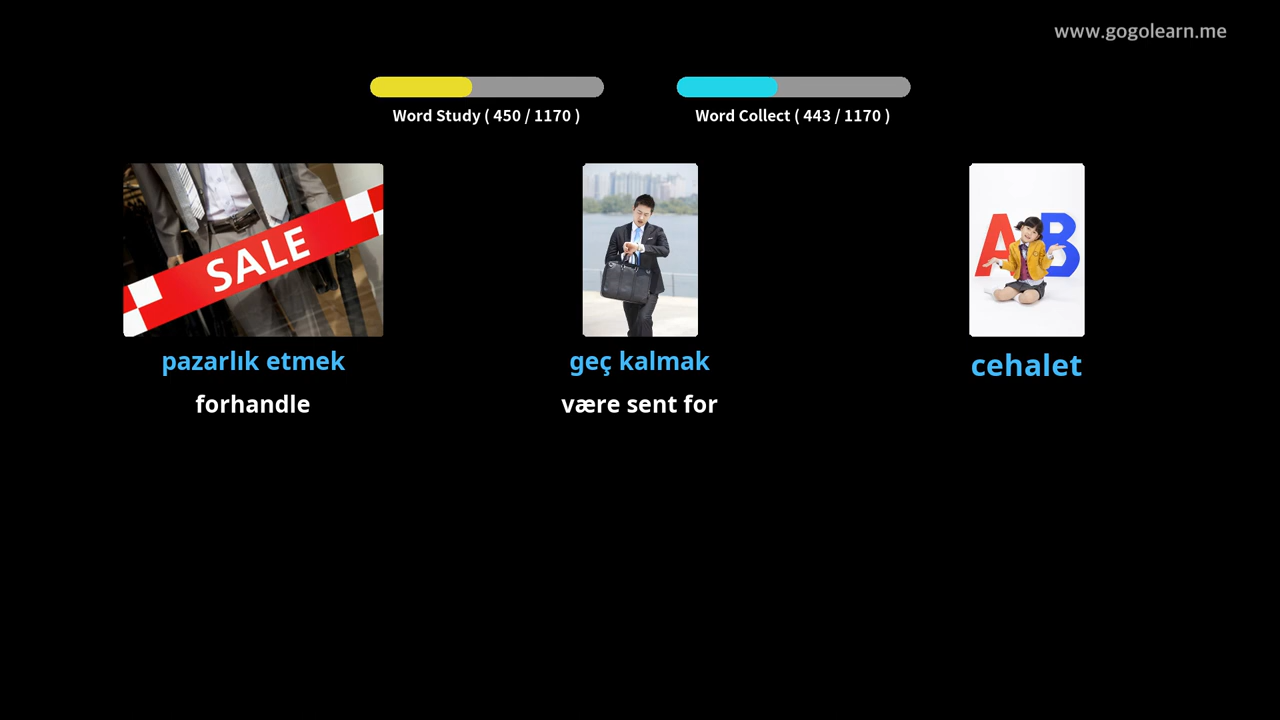 www.gogolearn.me
Word Study ( 450 / 1170 )
Word Collect ( 443 / 1170 )
SALE
AB
pazarlık etmek
geç kalmak
cehalet
forhandle
være sent for